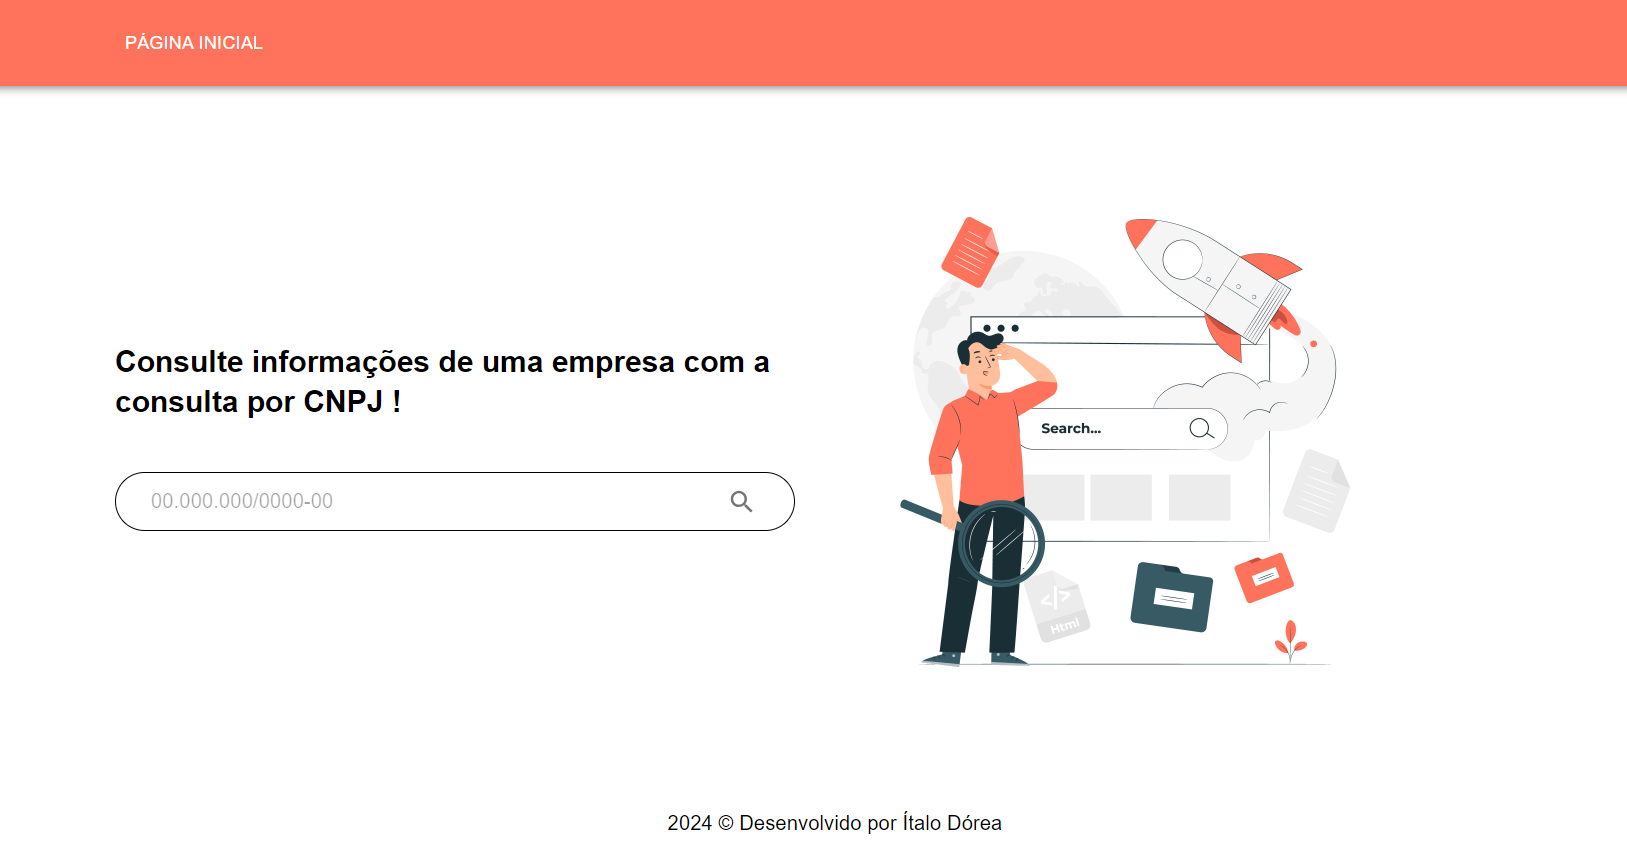 PÁGINA INICIAL
Consulte informações de uma empresa com a
consulta por CNPJ !
00.000.000/0000-00
Search...
</>
Html
2024 © Desenvolvido por Ítalo Dórea